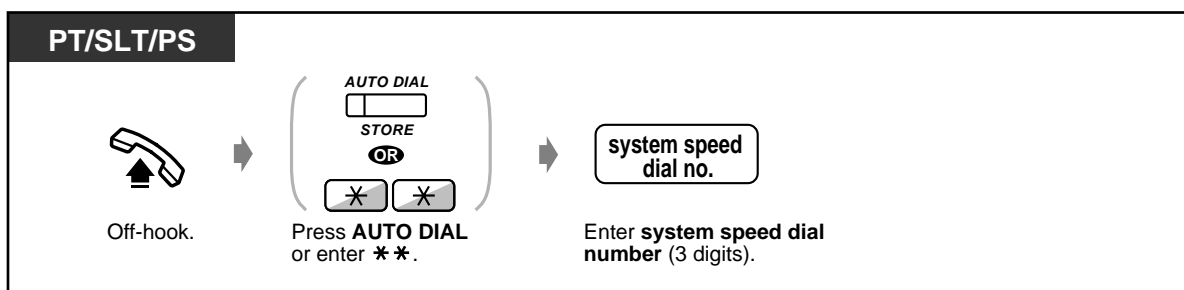 PT/SLT/PS
AUTO DIAL
STORE
OR
* *
system speed
dial no.
Off-hook.
Press AUTO DIAL
or enter * *.
Enter system speed dial
number (3 digits).